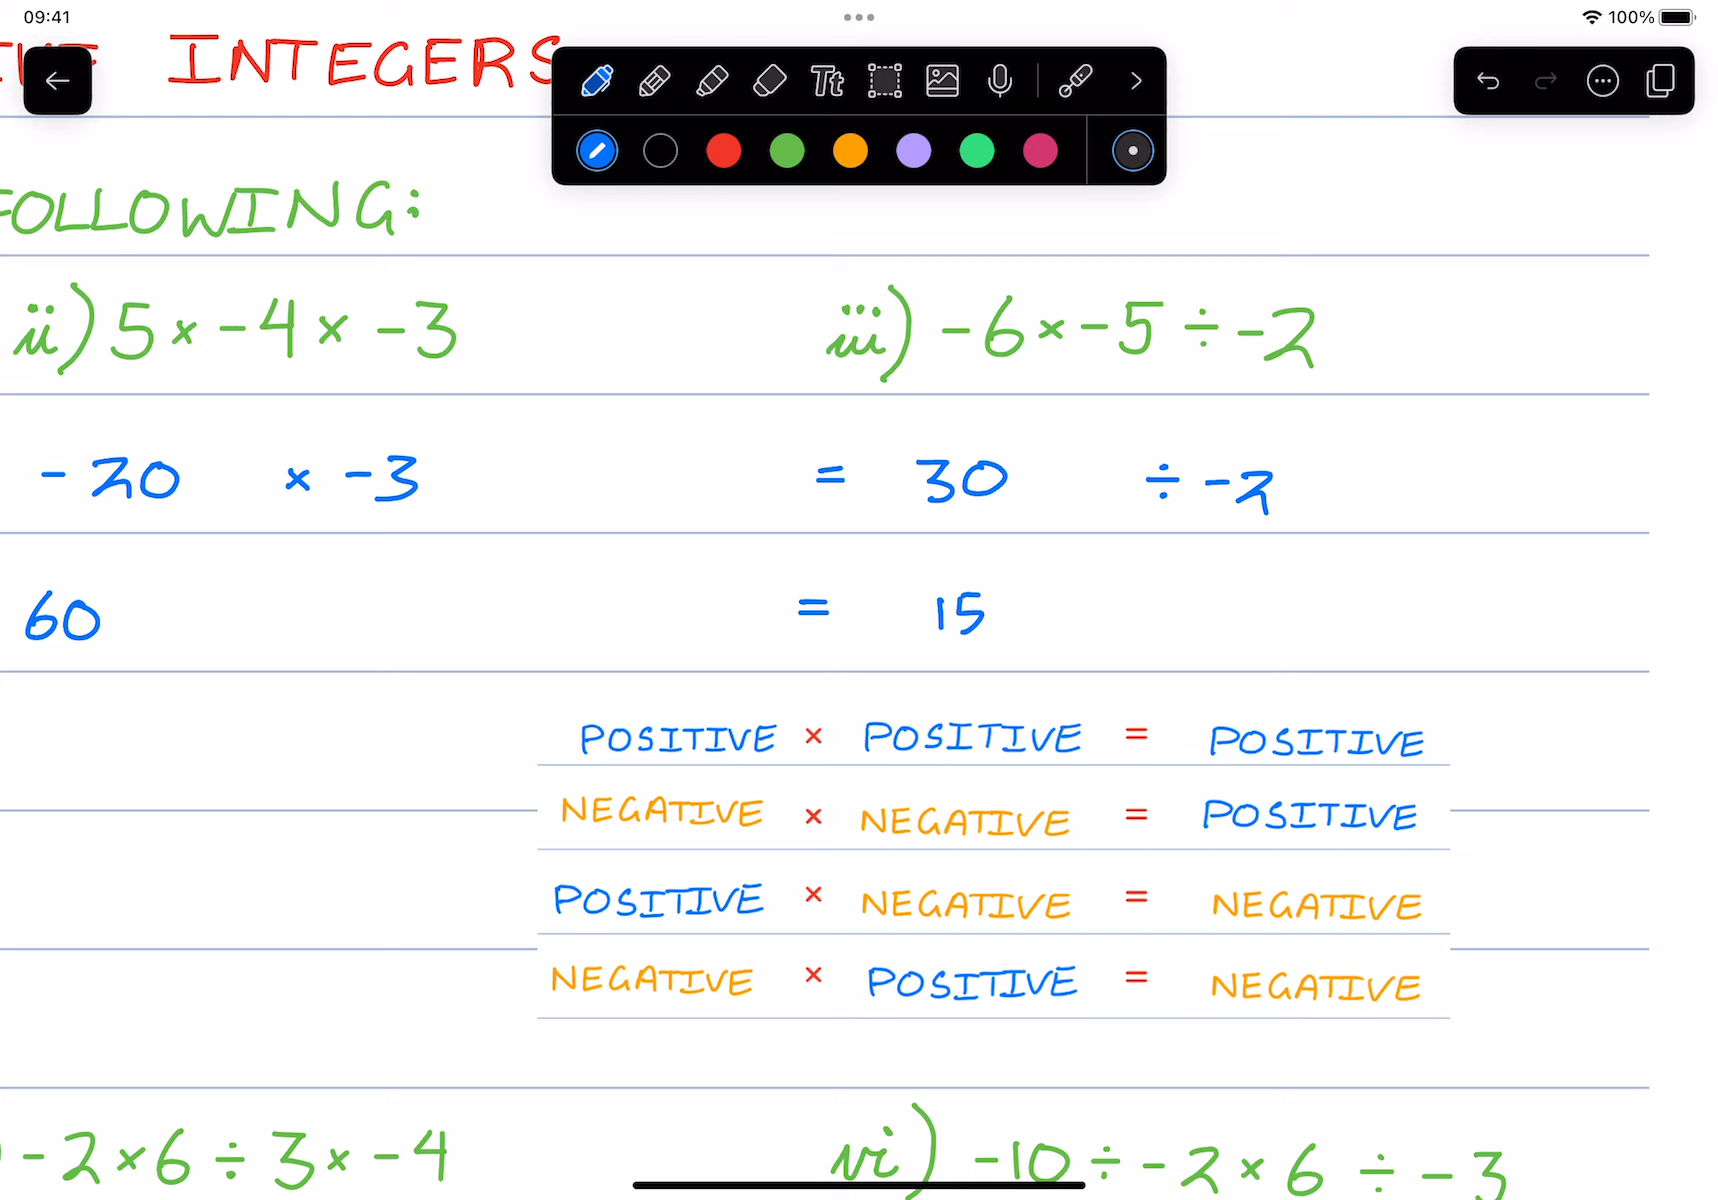 09:41
100%
INTEGERS
Tt
FOLLOWING:
ii) 5 × -4 × -3
iii) -6 × -5 ÷ -2
-20 × -3
= 30 ÷ -2
60
= 15
POSITIVE × POSITIVE = POSITIVE
NEGATIVE × NEGATIVE = POSITIVE
POSITIVE × NEGATIVE = NEGATIVE
NEGATIVE × POSITIVE = NEGATIVE
) -2 × 6 ÷ 3 × -4
vi) -10 ÷ -2 × 6 ÷ -3